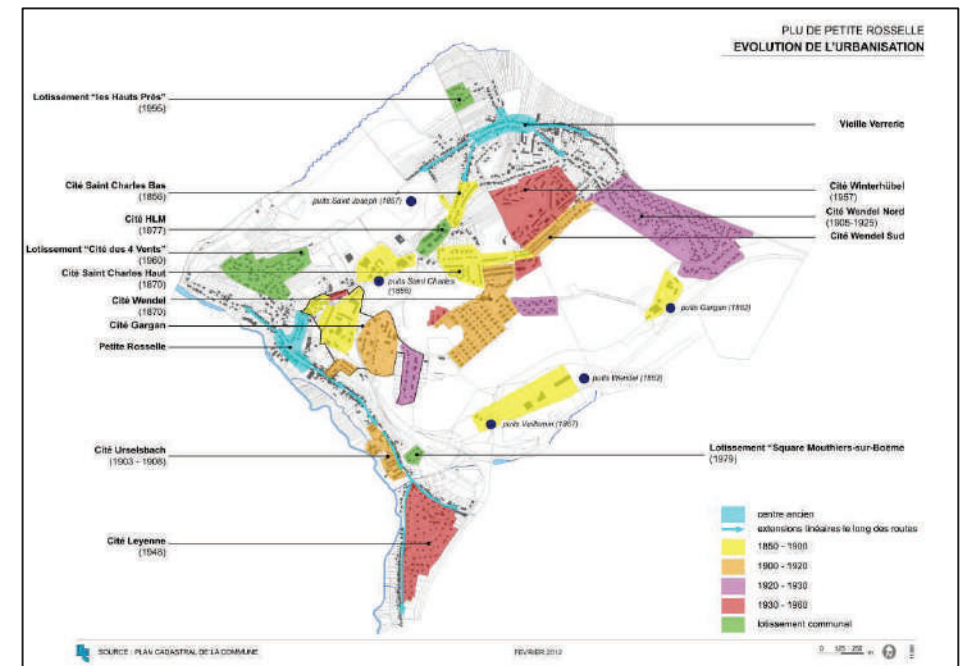 PLU DE PETITE ROSSELLE
EVOLUTION DE L'URBANISATION
Lotissement "les Hauts Prés"
(1995)
Vieille Verrerie
Cité Saint Charles Bas
(1856)
puits Saint Joseph (1857)
Cité Winterhübel
(1957)
Cité HLM
(1977)
Cité Wendel Nord
(1905-1925)
Cité Wendel Sud
Lotissement "Cité des 4 Vents"
(1960)
Cité Saint Charles Haut
(1870)
puits Saint Charles
(1856)
Cité Wendel
(1870)
puits Gargan (1862)
Cité Gargan
Petite Rosselle
puits Wendel (1862)
puits Vuillemin (1867)
Cité Urselsbach
(1903 - 1908)
Lotissement "Square Mouthiers-sur-Boëme
(1979)
Cité Leyenne
(1948)
centre ancien
extensions linéaires le long des routes
1850 - 1900
1900 - 1920
1920 - 1930
1930 - 1960
lotissement communal
SOURCE : PLAN CADASTRAL DE LA COMMUNE
FEVRIER 2012
0 125 250 m